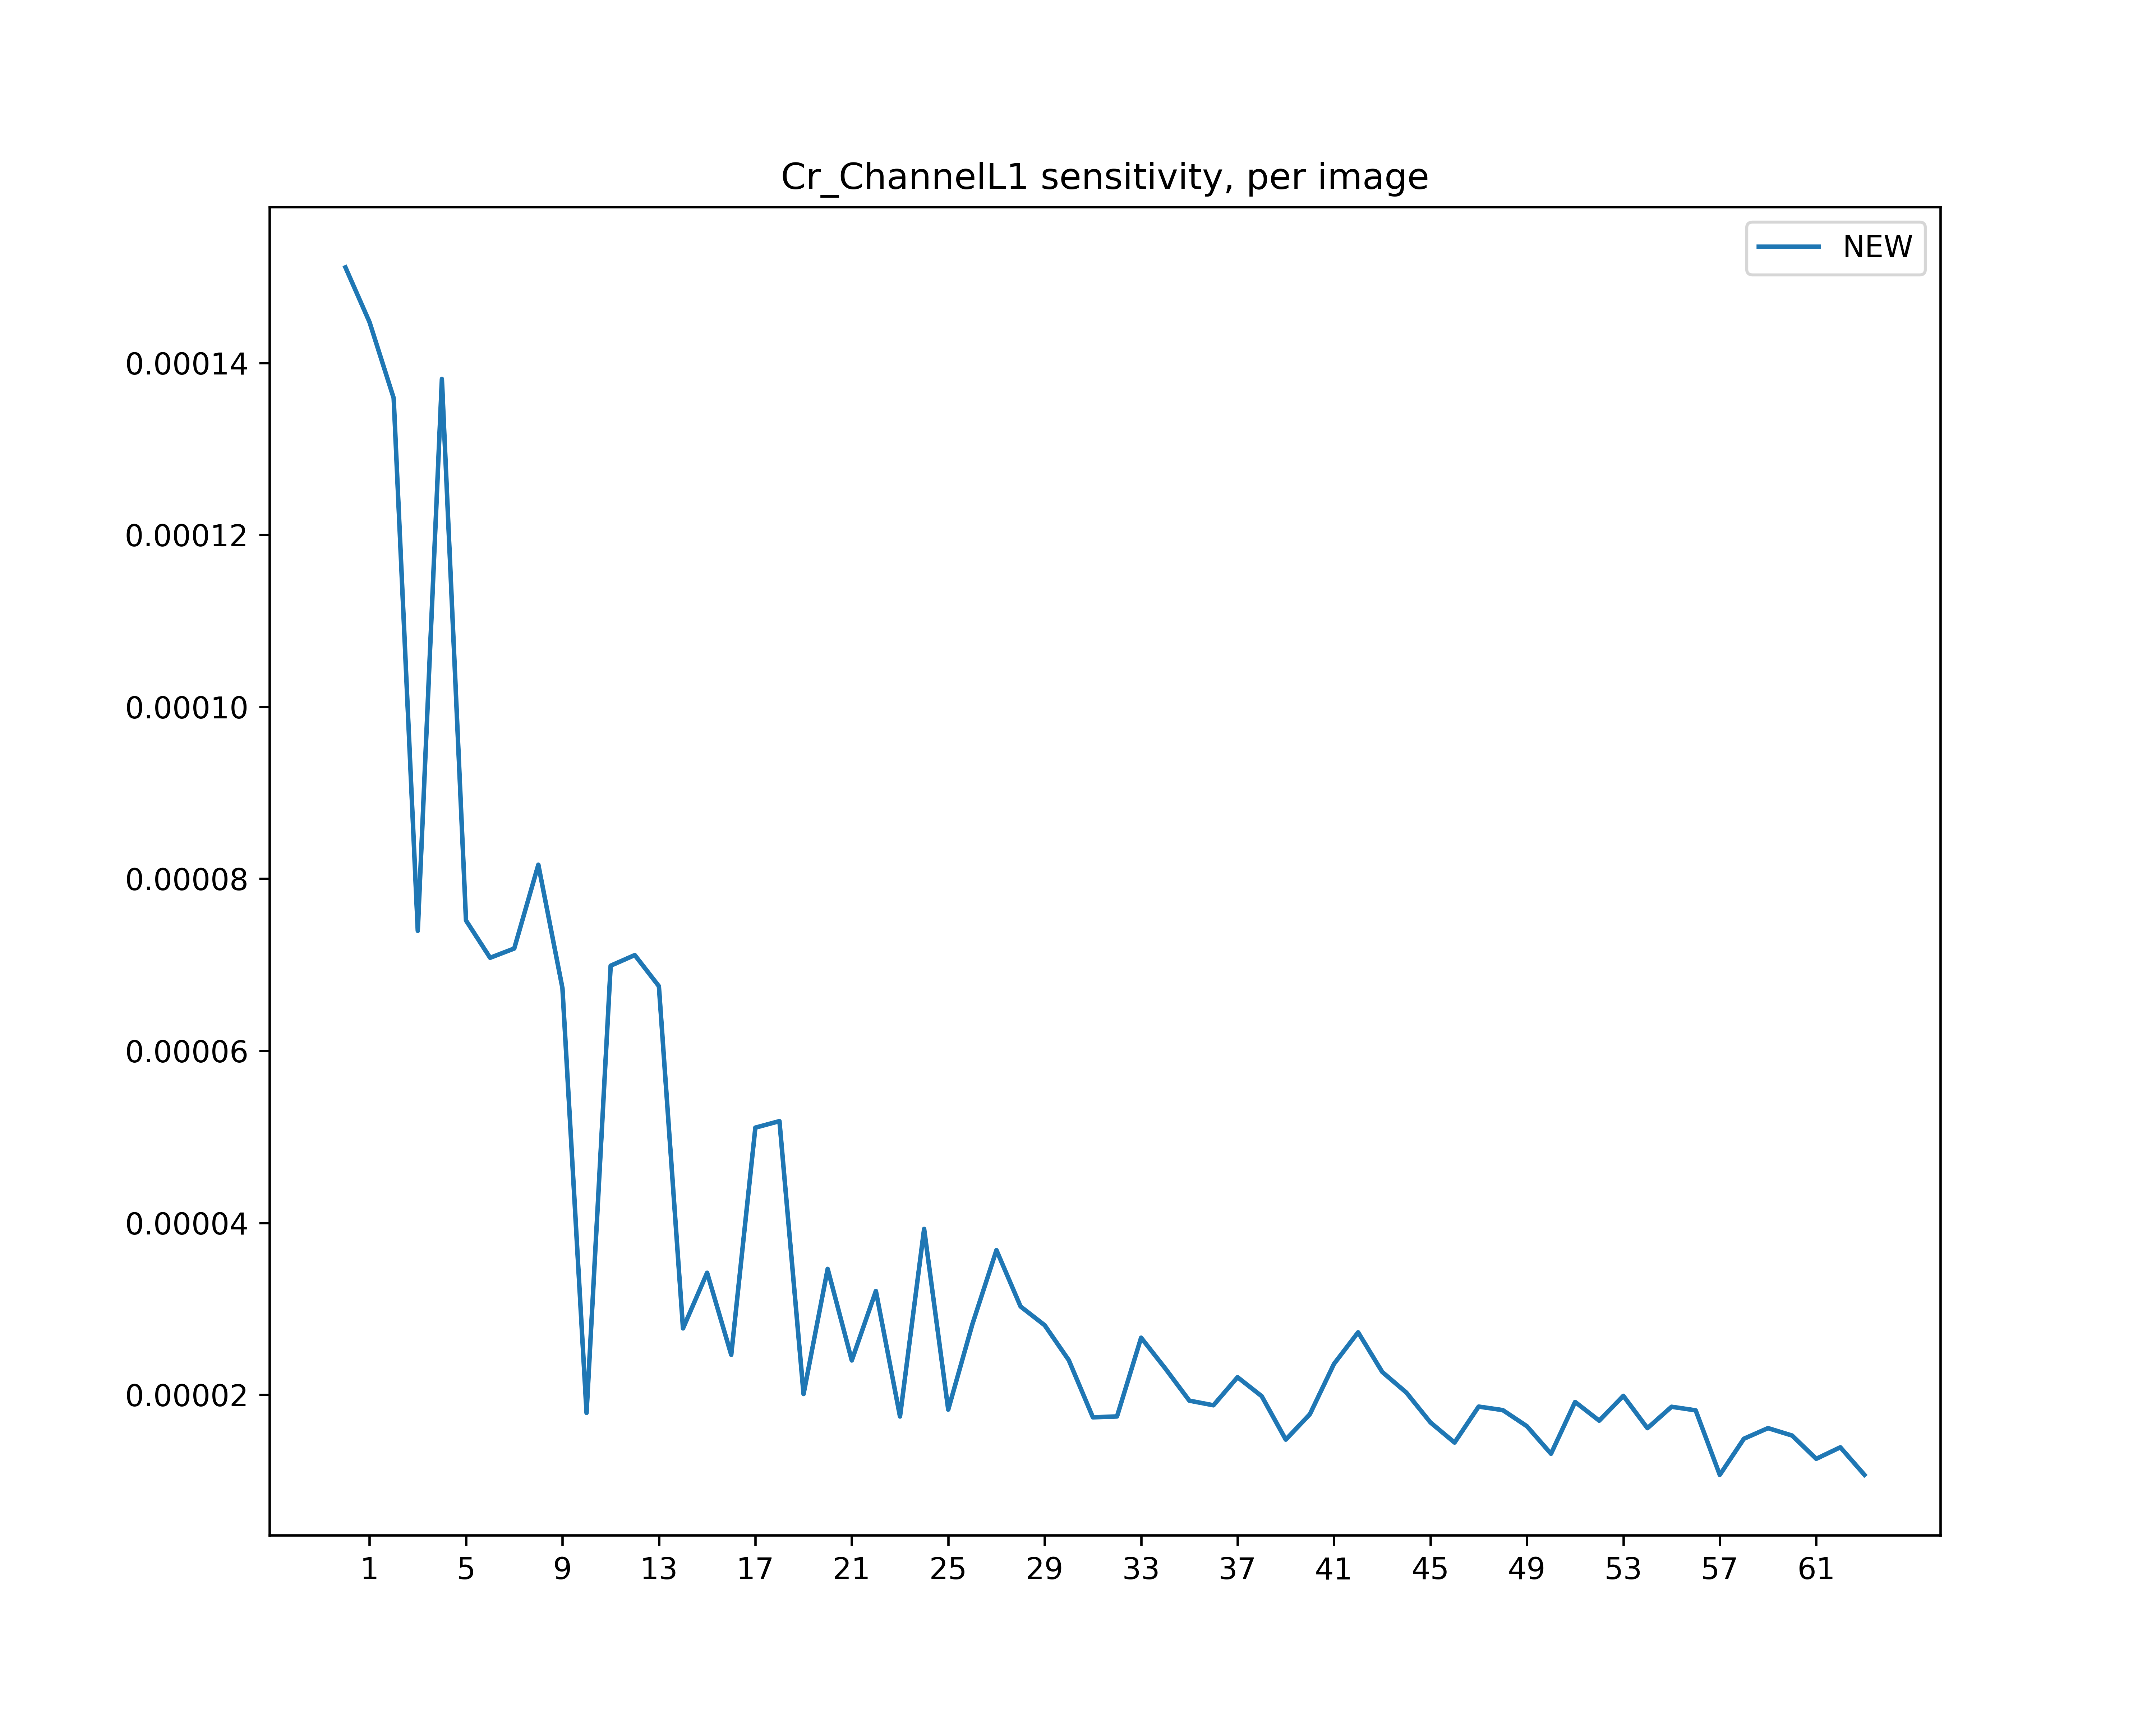 Cr_ChannelL1 sensitivity, per image
NEW
0.00014
0.00012
0.00010
0.00008
0.00006
0.00004
0.00002
1 5 9 13 17 21 25 29 33 37 41 45 49 53 57 61